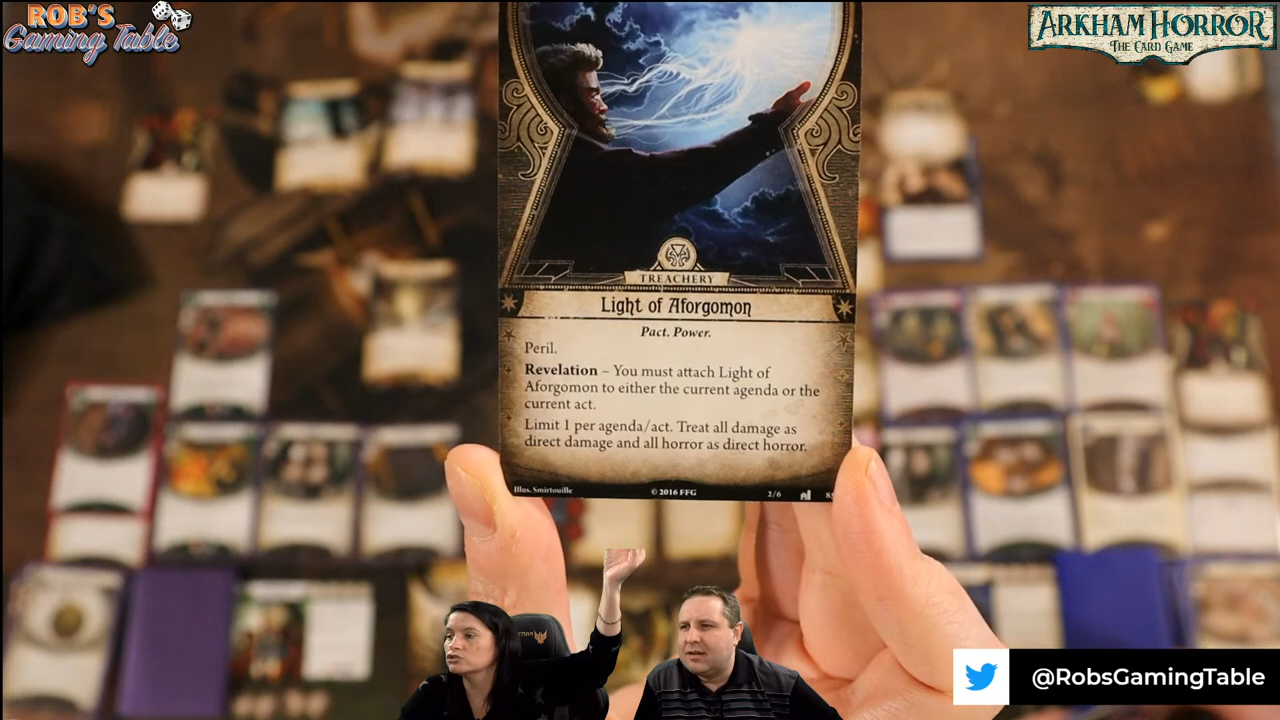 ROB'S
Gaming Table
ARKHAM HORROR
THE CARD GAME
TREACHERY
Light of Aforgomon
Pact. Power.
Peril.
Revelation – You must attach Light of
Aforgomon to either the current agenda or the
current act.
Limit 1 per agenda/act. Treat all damage as
direct damage and all horror as direct horror.
Illus. Smirtouille
© 2016 FFG
2/6
@RobsGamingTable